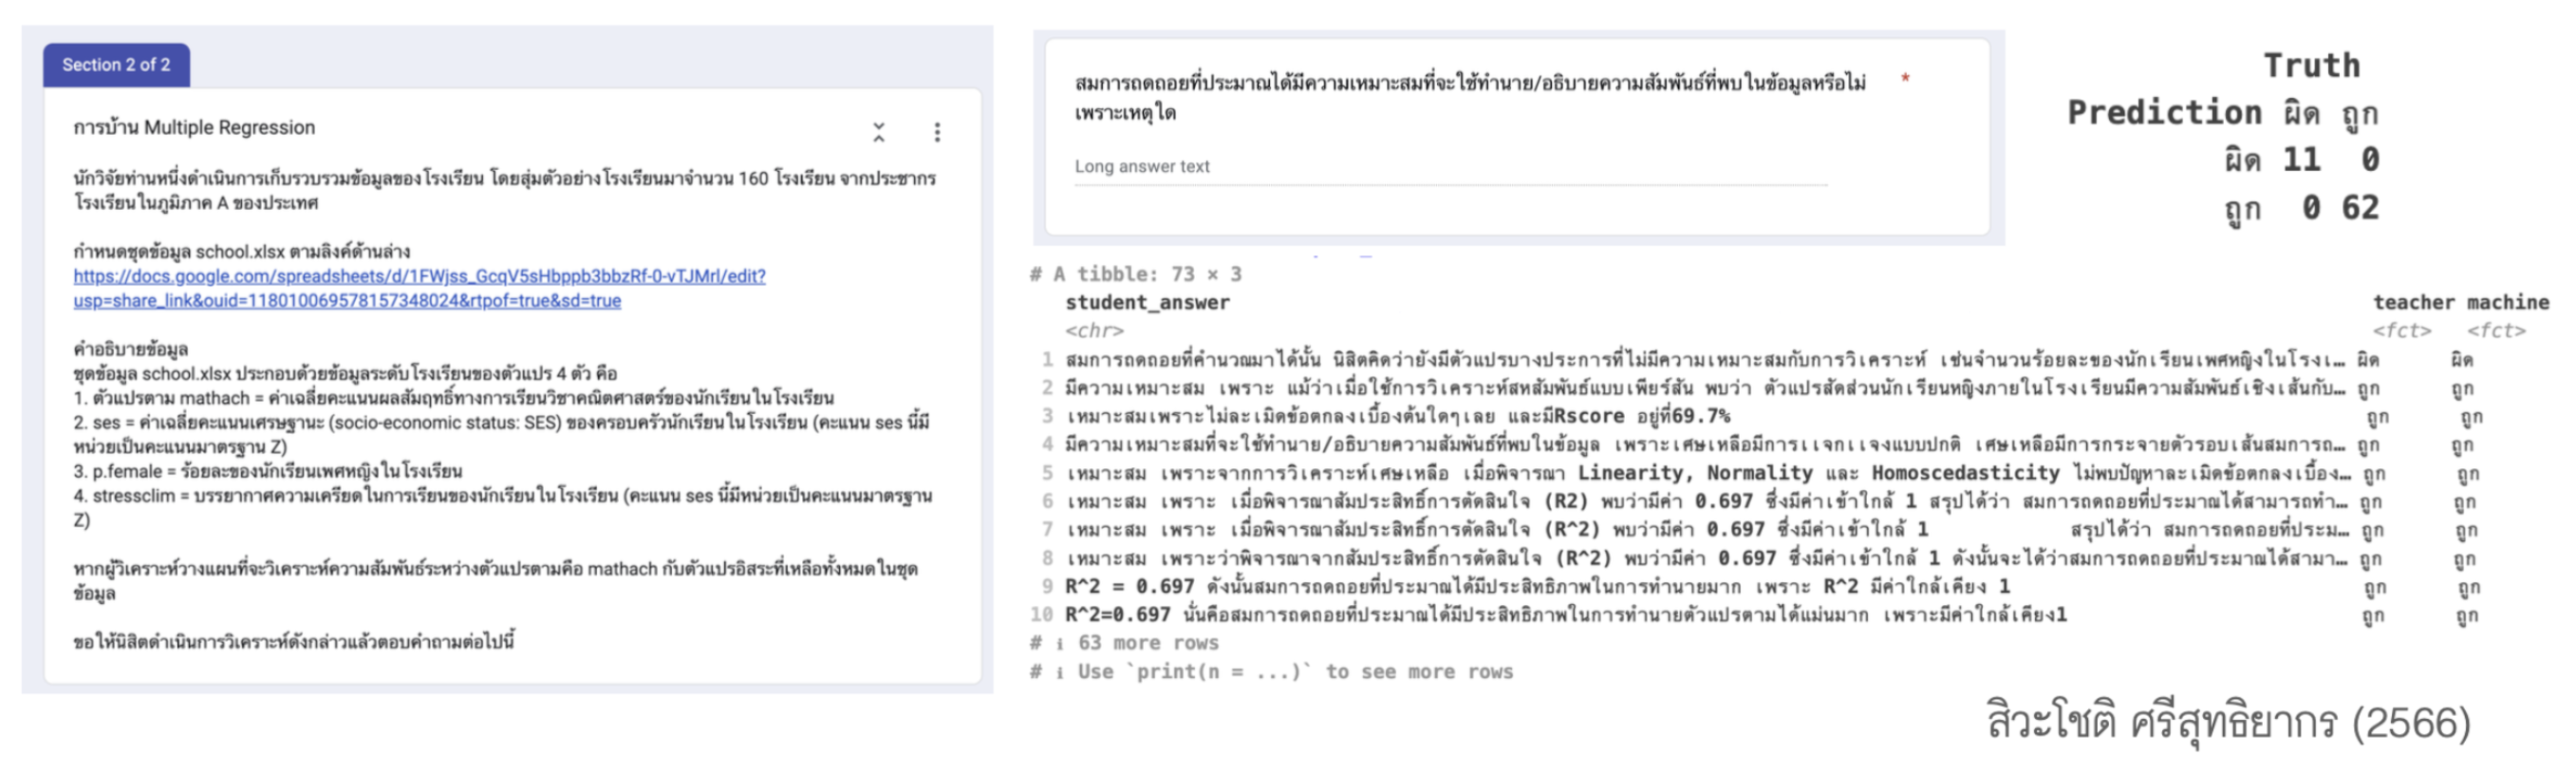 Section 2 of 2
การบ้าน Multiple Regression
นักวิจัยท่านหนึ่งดำเนินการเก็บรวบรวมข้อมูลของโรงเรียน โดยสุ่มตัวอย่างโรงเรียนมาจำนวน 160 โรงเรียน จากประชากร
โรงเรียนในภูมิภาค A ของประเทศ
กำหนดชุดข้อมูล school.xlsx ตามลิงค์ด้านล่าง
https://docs.google.com/spreadsheets/d/1FWjss_GcqV5sHbppb3bbzRf-0-vTJMrl/edit?
usp=share_link&ouid=118010069578157348024&rtpof=true&sd=true
คำอธิบายข้อมูล
ชุดข้อมูล school.xlsx ประกอบด้วยข้อมูลระดับโรงเรียนของตัวแปร 4 ตัว คือ
1. ตัวแปรตาม mathach = ค่าเฉลี่ยคะแนนผลสัมฤทธิ์ทางการเรียนวิชาคณิตศาสตร์ของนักเรียนในโรงเรียน
2. ses = ค่าเฉลี่ยคะแนนเศรษฐานะ (socio-economic status: SES) ของครอบครัวนักเรียนในโรงเรียน (คะแนน ses นี้มี
หน่วยเป็นคะแนนมาตรฐาน Z)
3. p.female = ร้อยละของนักเรียนเพศหญิงในโรงเรียน
4. stressclim = บรรยากาศความเครียดในการเรียนของนักเรียนในโรงเรียน (คะแนน ses นี้มีหน่วยเป็นคะแนนมาตรฐาน
Z)
หากผู้วิเคราะห์วางแผนที่จะวิเคราะห์ความสัมพันธ์ระหว่างตัวแปรตามคือ mathach กับตัวแปรอิสระที่เหลือทั้งหมดในชุด
ข้อมูล
ขอให้นิสิตดำเนินการวิเคราะห์ดังกล่าวแล้วตอบคำถามต่อไปนี้
สมการถดถอยที่ประมาณได้มีความเหมาะสมที่จะใช้ทำนาย/อธิบายความสัมพันธ์ที่พบในข้อมูลหรือไม่ *
เพราะเหตุใด
Long answer text
Truth
Prediction ผิด ถูก
ผิด 11 0
ถูก 0 62
# A tibble: 73 × 3
student_answer teacher machine
<chr> <fct> <fct>
1 สมการถดถอยที่คำนวณมาได้นั้น นิสิตคิดว่ายังมีตัวแปรบางประการที่ไม่มีความเหมาะสมกับการวิเคราะห์ เช่นจำนวนร้อยละของนักเรียนเพศหญิงในโรงเ… ผิด ผิด
2 มีความเหมาะสม เพราะ แม้ว่าเมื่อใช้การวิเคราะห์สหสัมพันธ์แบบเพียร์สัน พบว่า ตัวแปรสัดส่วนนักเรียนหญิงภายในโรงเรียนมีความสัมพันธ์เชิงเส้นกับ… ถูก ถูก
3 เหมาะสมเพราะไม่ละเมิดข้อตกลงเบื้องต้นใดๆเลย และมีRscore อยู่ที่69.7% ถูก ถูก
4 มีความเหมาะสมที่จะใช้ทำนาย/อธิบายความสัมพันธ์ที่พบในข้อมูล เพราะเศษเหลือมีการเเจกเเจงแบบปกติ เศษเหลือมีการกระจายตัวรอบเส้นสมการถ… ถูก ถูก
5 เหมาะสม เพราะจากการวิเคราะห์เศษเหลือ เมื่อพิจารณา Linearity, Normality และ Homoscedasticity ไม่พบปัญหาละเมิดข้อตกลงเบื้อง… ถูก ถูก
6 เหมาะสม เพราะ เมื่อพิจารณาสัมประสิทธิ์การตัดสินใจ (R2) พบว่ามีค่า 0.697 ซึ่งมีค่าเข้าใกล้ 1 สรุปได้ว่า สมการถดถอยที่ประมาณได้สามารถทำ… ถูก ถูก
7 เหมาะสม เพราะ เมื่อพิจารณาสัมประสิทธิ์การตัดสินใจ (R^2) พบว่ามีค่า 0.697 ซึ่งมีค่าเข้าใกล้ 1 สรุปได้ว่า สมการถดถอยที่ประม… ถูก ถูก
8 เหมาะสม เพราะว่าพิจารณาจากสัมประสิทธิ์การตัดสินใจ (R^2) พบว่ามีค่า 0.697 ซึ่งมีค่าเข้าใกล้ 1 ดังนั้นจะได้ว่าสมการถดถอยที่ประมาณได้สามา… ถูก ถูก
9 R^2 = 0.697 ดังนั้นสมการถดถอยที่ประมาณได้มีประสิทธิภาพในการทำนายมาก เพราะ R^2 มีค่าใกล้เคียง 1 ถูก ถูก
10 R^2=0.697 นั่นคือสมการถดถอยที่ประมาณได้มีประสิทธิภาพในการทำนายตัวแปรตามได้แม่นมาก เพราะมีค่าใกล้เคียง1 ถูก ถูก
# ℹ 63 more rows
# ℹ Use `print(n = ...)` to see more rows
สิวะโชติ ศรีสุทธิยากร (2566)